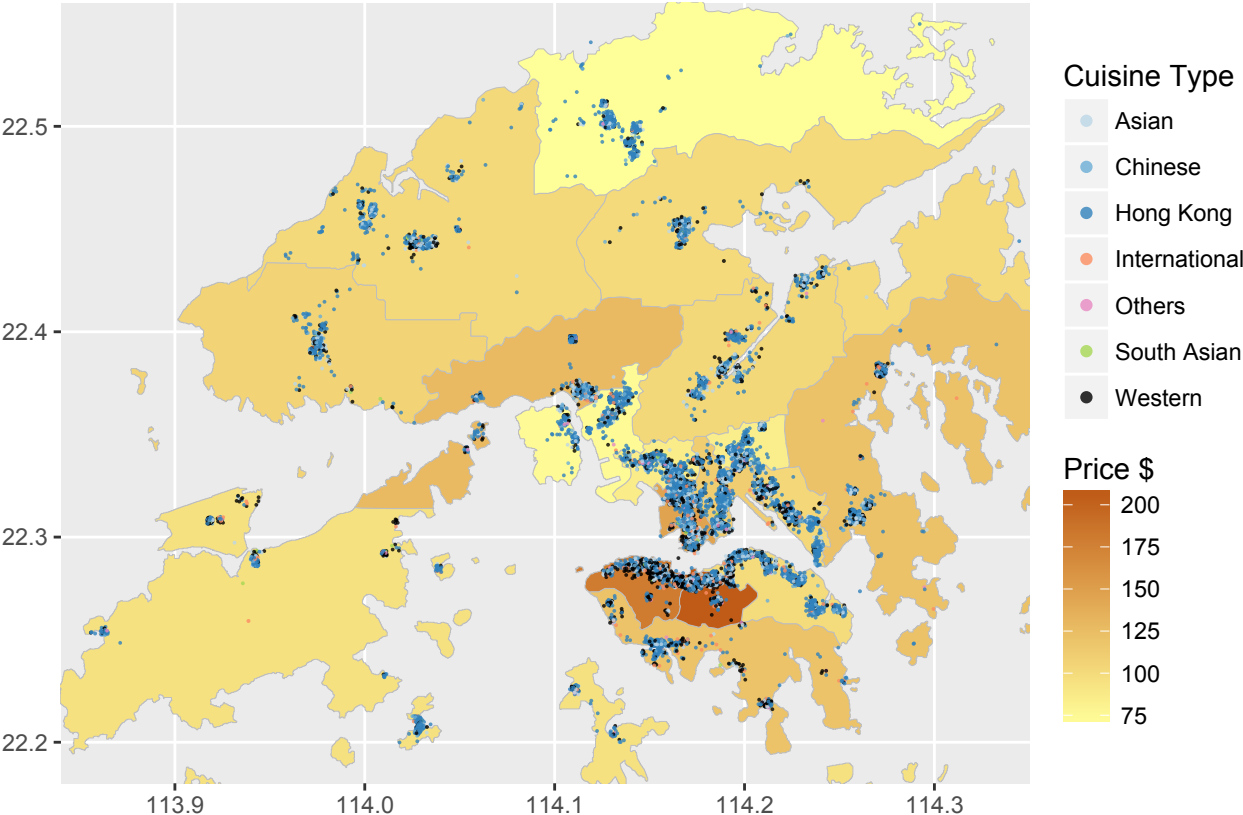 22.5
22.4
22.3
22.2
113.9
114.0
114.1
114.2
114.3
Cuisine Type
Asian
Chinese
Hong Kong
International
Others
South Asian
Western
Price $
200
175
150
125
100
75